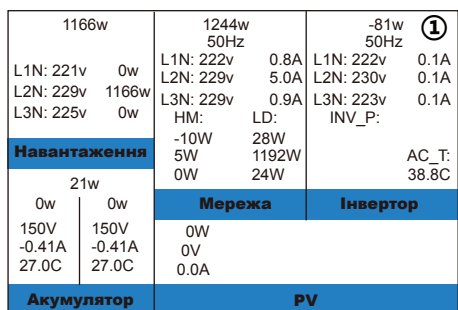 1166w
L1N: 221v 0w
L2N: 229v 1166w
L3N: 225v 0w
Навантаження
1244w
50Hz
L1N: 222v 0.8A
L2N: 229v 5.0A
L3N: 229v 0.9A
HM: LD:
-10W 28W
5W 1192W
0W 24W
Мережа
-81w
50Hz
①
L1N: 222v 0.1A
L2N: 230v 0.1A
L3N: 223v 0.1A
INV_P:
AC_T:
38.8C
Інвертор
21w
0w 0w
150V 150V
-0.41A -0.41A
27.0C 27.0C
Акумулятор
0W
0V
0.0A
PV